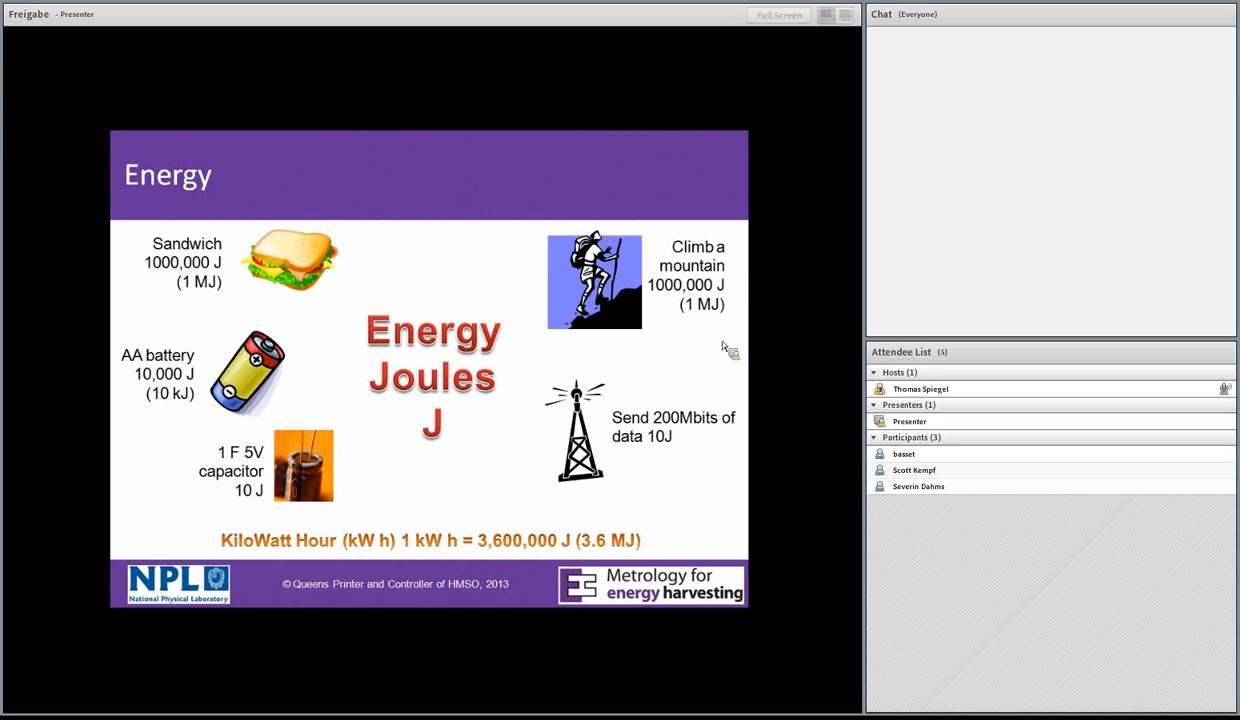 Freigabe - Presenter
Full Screen
Energy
Sandwich
1000,000 J
(1 MJ)
Climb a
mountain
1000,000 J
(1 MJ)
AA battery
10,000 J
(10 kJ)
Energy
Joules
J
1 F 5V
capacitor
10 J
Send 200Mbits of
data 10J
KiloWatt Hour (kW h) 1 kW h = 3,600,000 J (3.6 MJ)
NPL
National Physical Laboratory
© Queens Printer and Controller of HMSO, 2013
Metrology for
energy harvesting
Chat (Everyone)
Attendee List (5)
Hosts (1)
Thomas Spiegel
Presenters (1)
Presenter
Participants (3)
basset
Scott Kempf
Severin Dahms